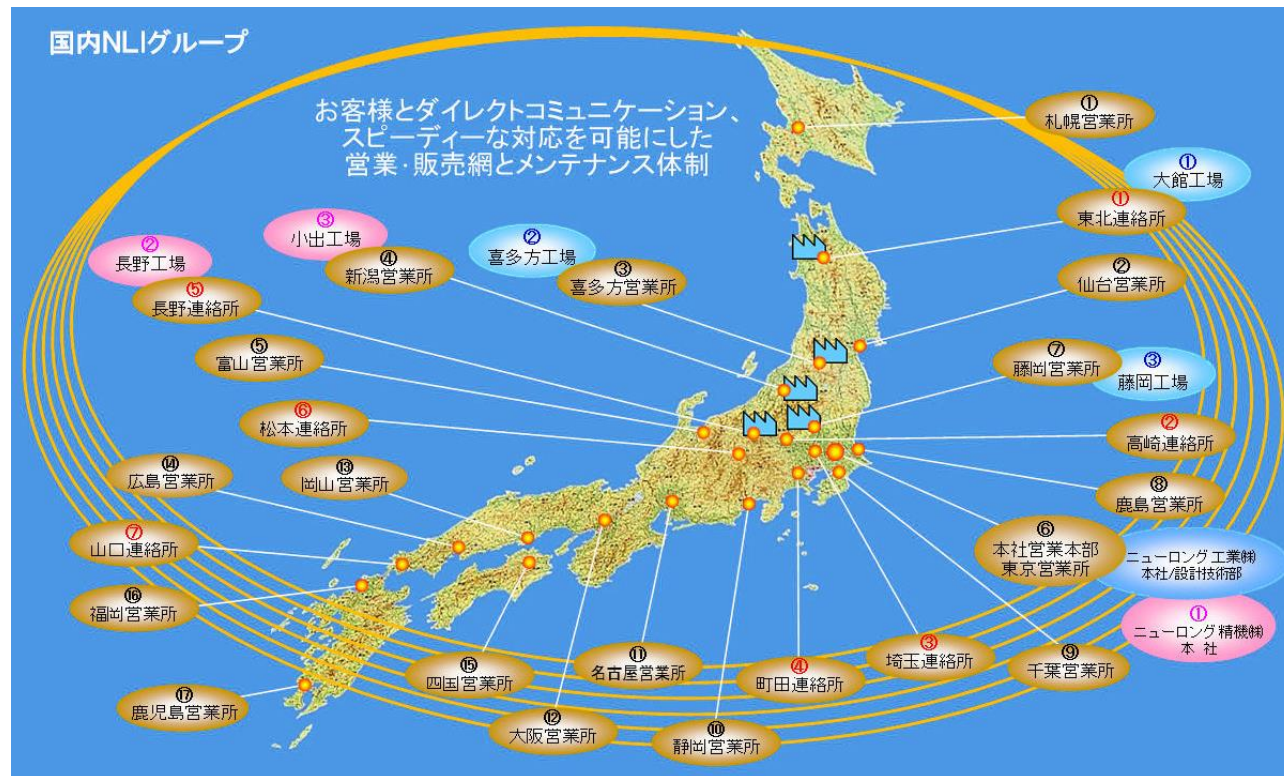 国内NLIグループ
お客様とダイレクトコミュニケーション、
スピーディーな対応を可能にした
営業・販売網とメンテナンス体制
①
札幌営業所
①
大館工場
①
東北連絡所
②
仙台営業所
③
小出工場
④
新潟営業所
②
喜多方工場
③
喜多方営業所
②
長野工場
⑤
長野連絡所
⑤
富山営業所
⑦
藤岡営業所
③
藤岡工場
⑥
松本連絡所
②
高崎連絡所
⑭
広島営業所
⑬
岡山営業所
⑧
鹿島営業所
⑦
山口連絡所
⑥
本社営業本部
東京営業所
ニューロング工業㈱
本社/設計技術部
①
ニューロング精機㈱
本 社
⑯
福岡営業所
⑮
四国営業所
⑪
名古屋営業所
④
町田連絡所
③
埼玉連絡所
⑨
千葉営業所
⑰
鹿児島営業所
⑫
大阪営業所
⑩
静岡営業所